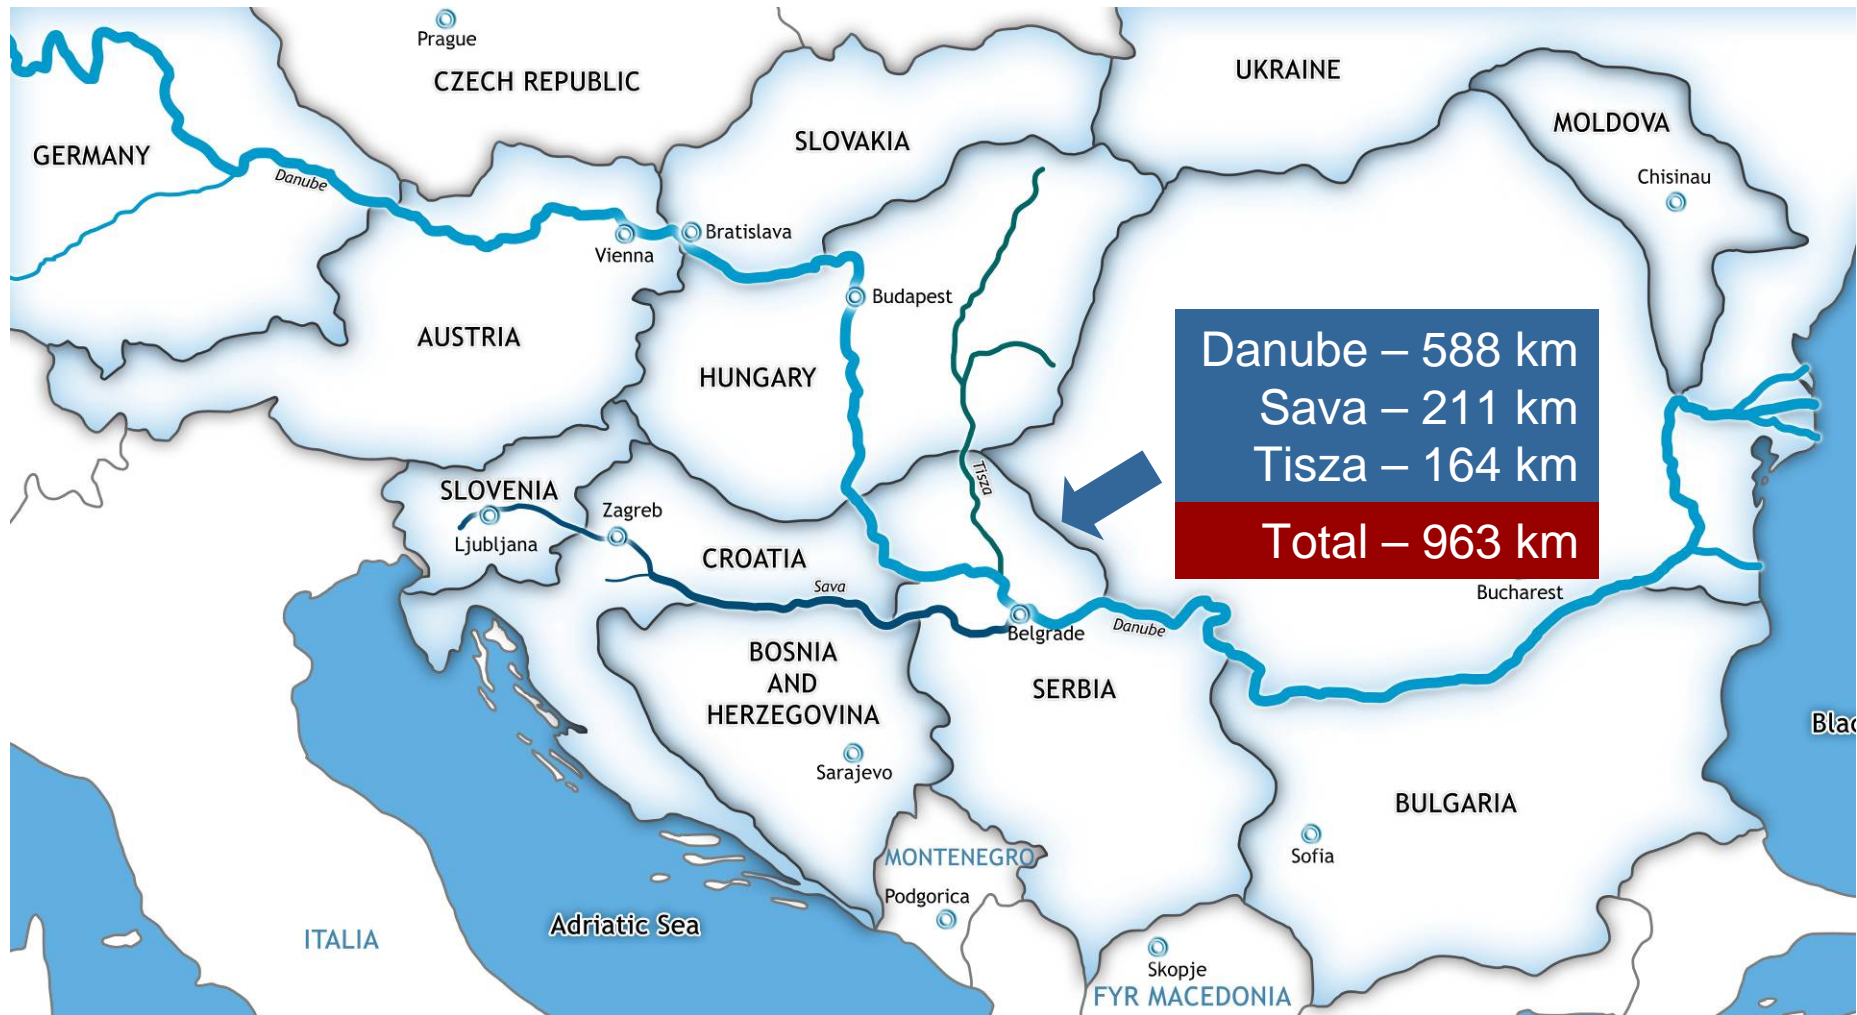 Prague
CZECH REPUBLIC
UKRAINE
MOLDOVA
SLOVAKIA
GERMANY
Danube
Chisinau
Bratislava
Vienna
Budapest
AUSTRIA
HUNGARY
Danube – 588 km
Sava – 211 km
Tisza – 164 km
Total – 963 km
Tisza
SLOVENIA
Zagreb
Ljubljana
CROATIA
Sava
Bucharest
Belgrade
Danube
BOSNIA
AND
HERZEGOVINA
SERBIA
Blac
Sarajevo
BULGARIA
Sofia
MONTENEGRO
Podgorica
Adriatic Sea
ITALIA
Skopje
FYR MACEDONIA